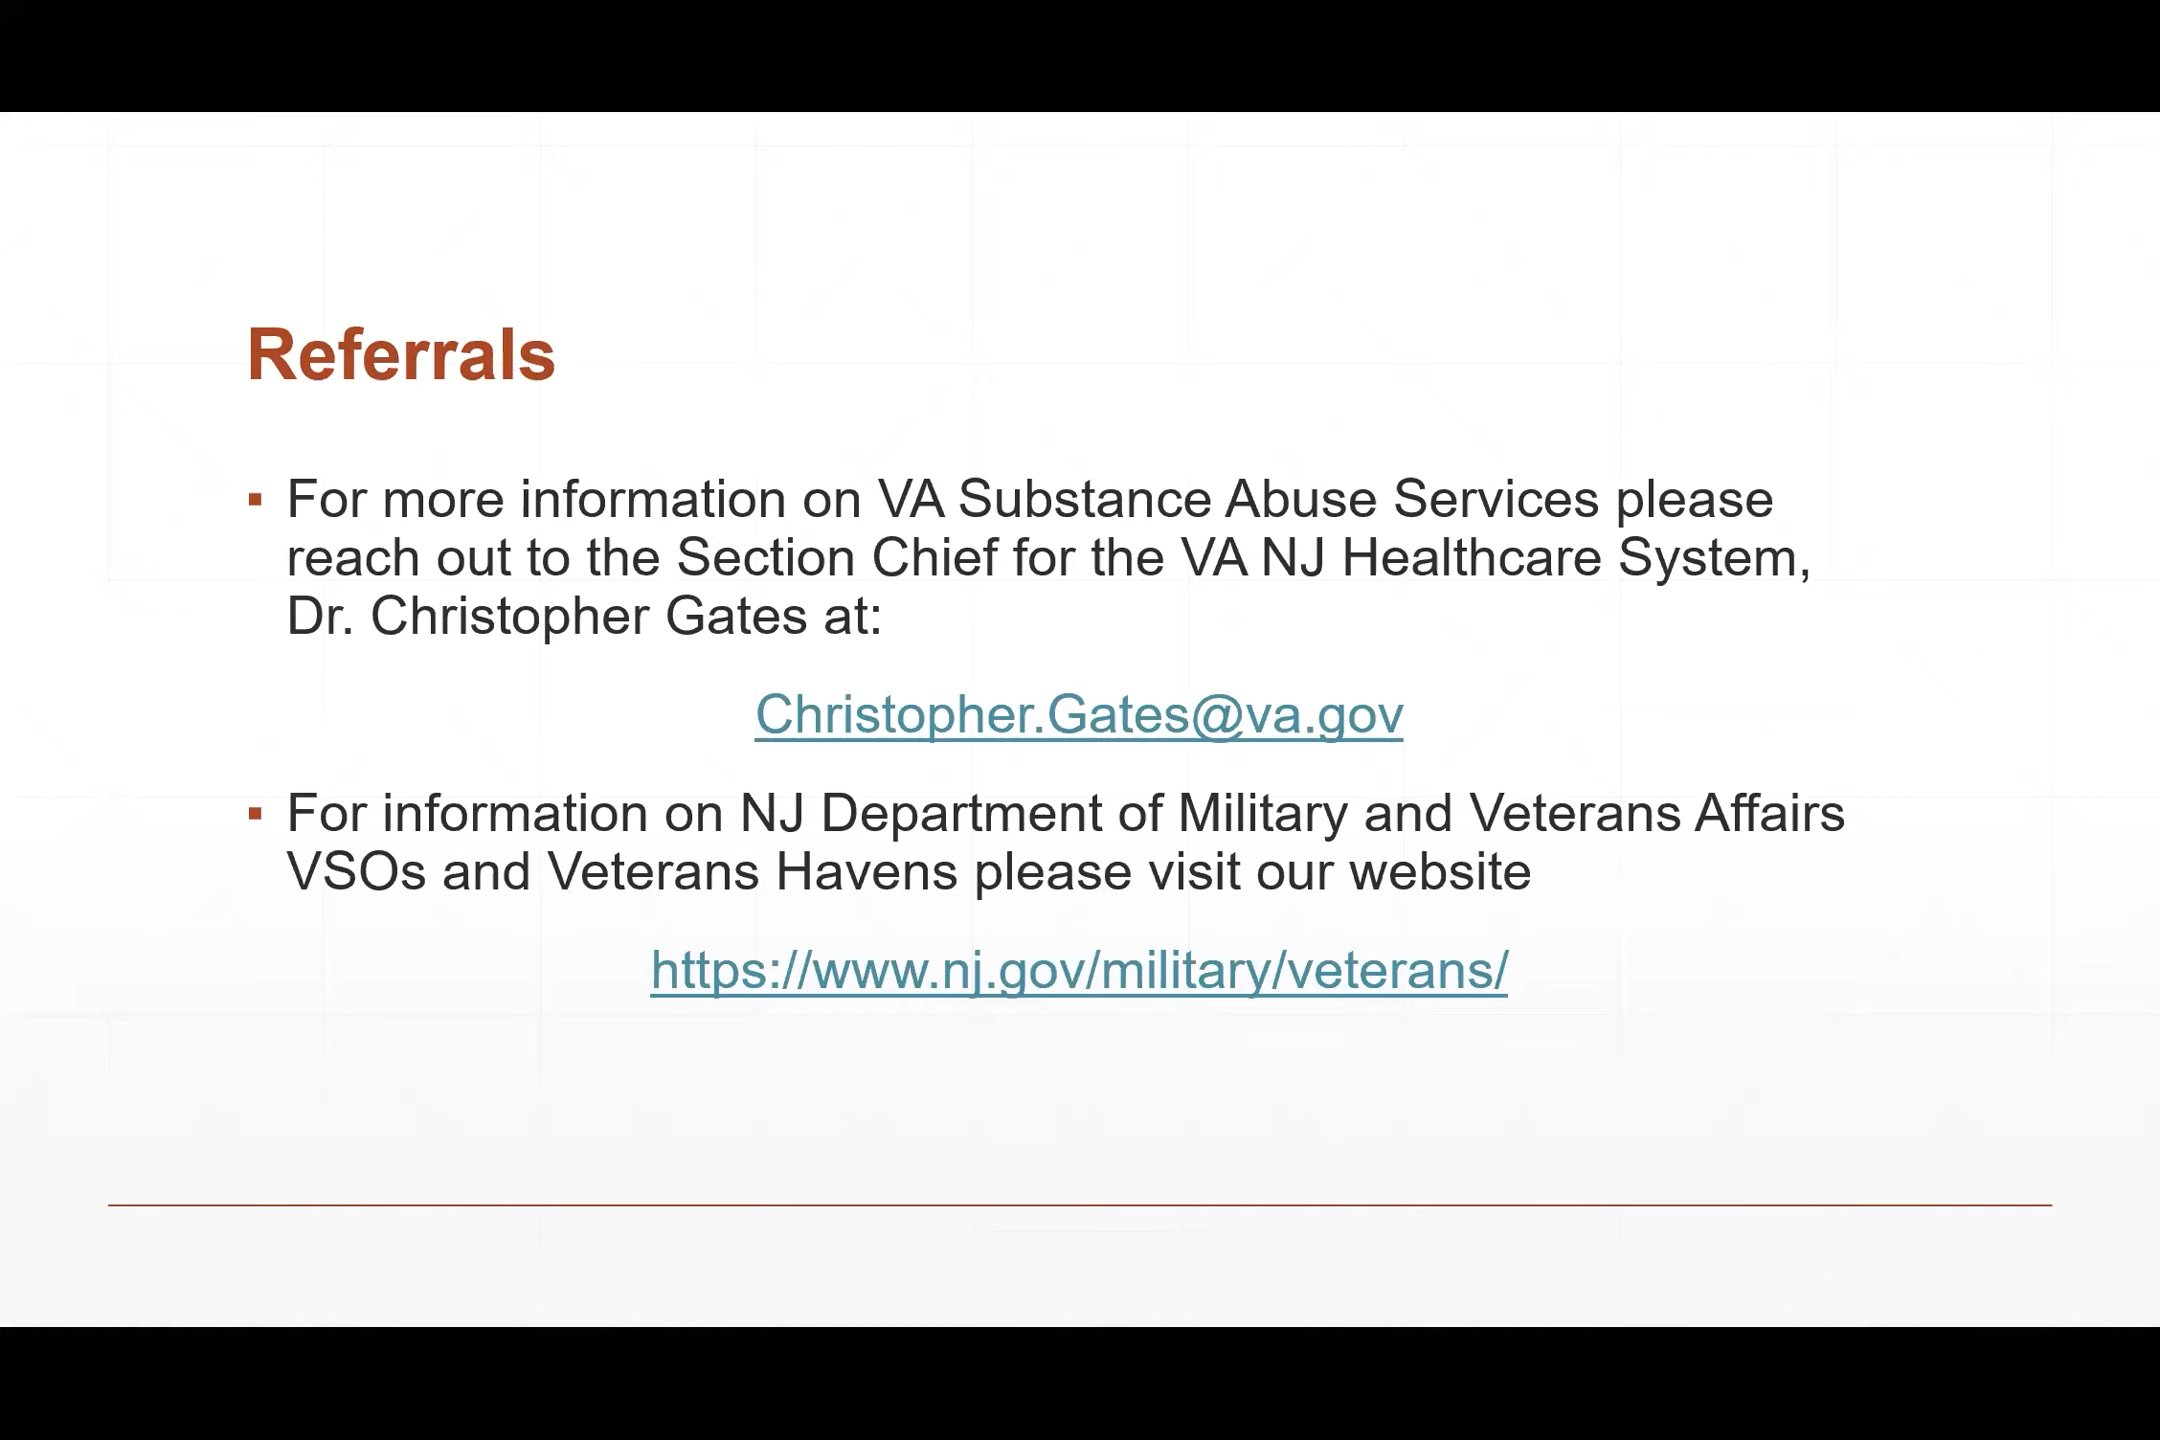 Referrals
▪ For more information on VA Substance Abuse Services please
reach out to the Section Chief for the VA NJ Healthcare System,
Dr. Christopher Gates at:
Christopher.Gates@va.gov
▪ For information on NJ Department of Military and Veterans Affairs
VSOs and Veterans Havens please visit our website
https://www.nj.gov/military/veterans/